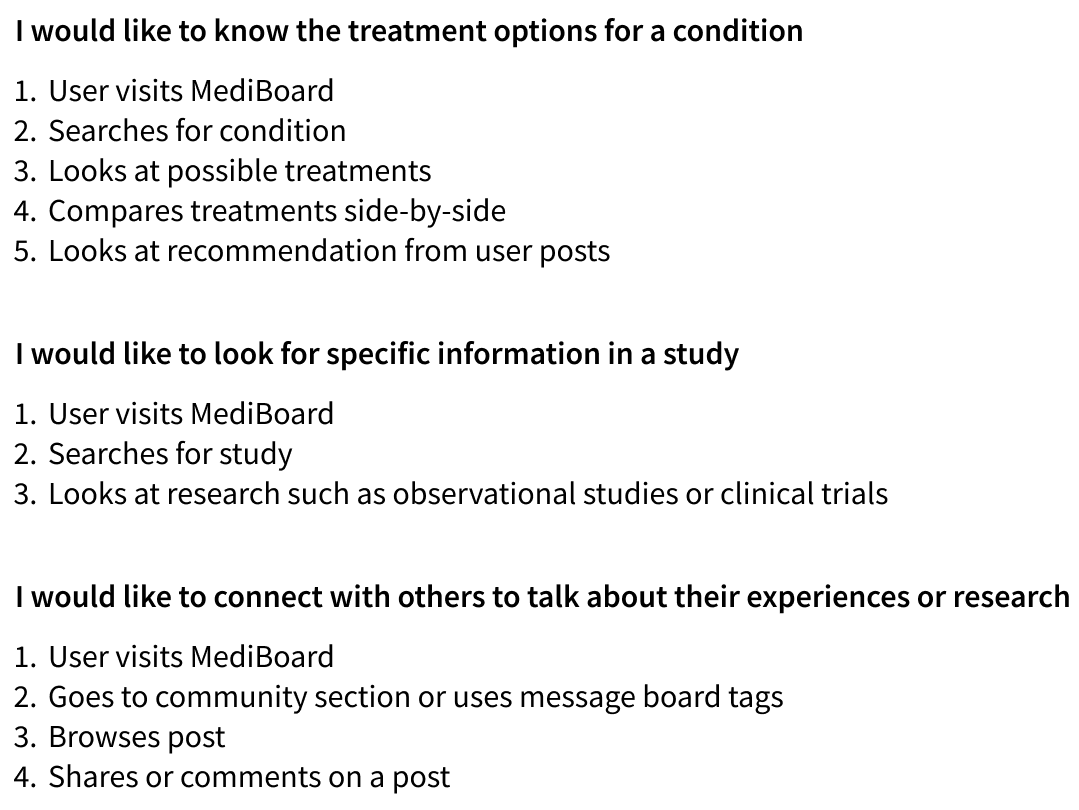 I would like to know the treatment options for a condition
1. User visits MediBoard
2. Searches for condition
3. Looks at possible treatments
4. Compares treatments side-by-side
5. Looks at recommendation from user posts
I would like to look for specific information in a study
1. User visits MediBoard
2. Searches for study
3. Looks at research such as observational studies or clinical trials
I would like to connect with others to talk about their experiences or research
1. User visits MediBoard
2. Goes to community section or uses message board tags
3. Browses post
4. Shares or comments on a post